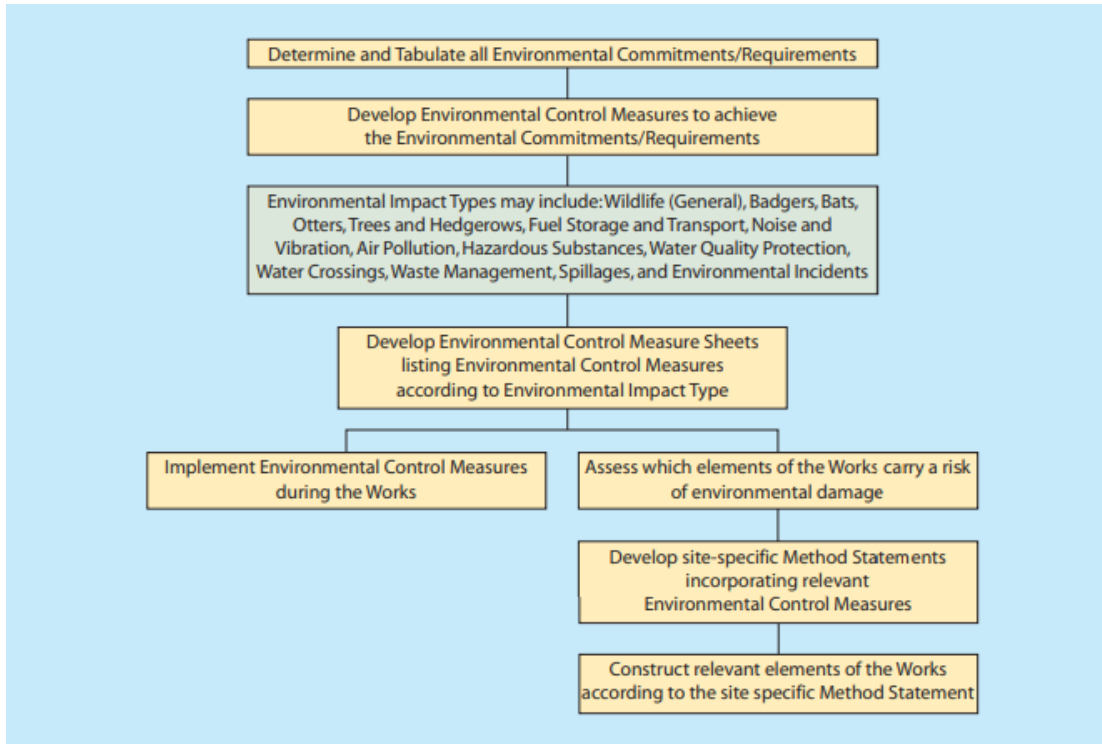 Determine and Tabulate all Environmental Commitments/Requirements
Develop Environmental Control Measures to achieve
the Environmental Commitments/Requirements
Environmental Impact Types may include: Wildlife (General), Badgers, Bats,
Otters, Trees and Hedgerows, Fuel Storage and Transport, Noise and
Vibration, Air Pollution, Hazardous Substances, Water Quality Protection,
Water Crossings, Waste Management, Spillages, and Environmental Incidents
Develop Environmental Control Measure Sheets
listing Environmental Control Measures
according to Environmental Impact Type
Implement Environmental Control Measures
during the Works
Assess which elements of the Works carry a risk
of environmental damage
Develop site-specific Method Statements
incorporating relevant
Environmental Control Measures
Construct relevant elements of the Works
according to the site specific Method Statement